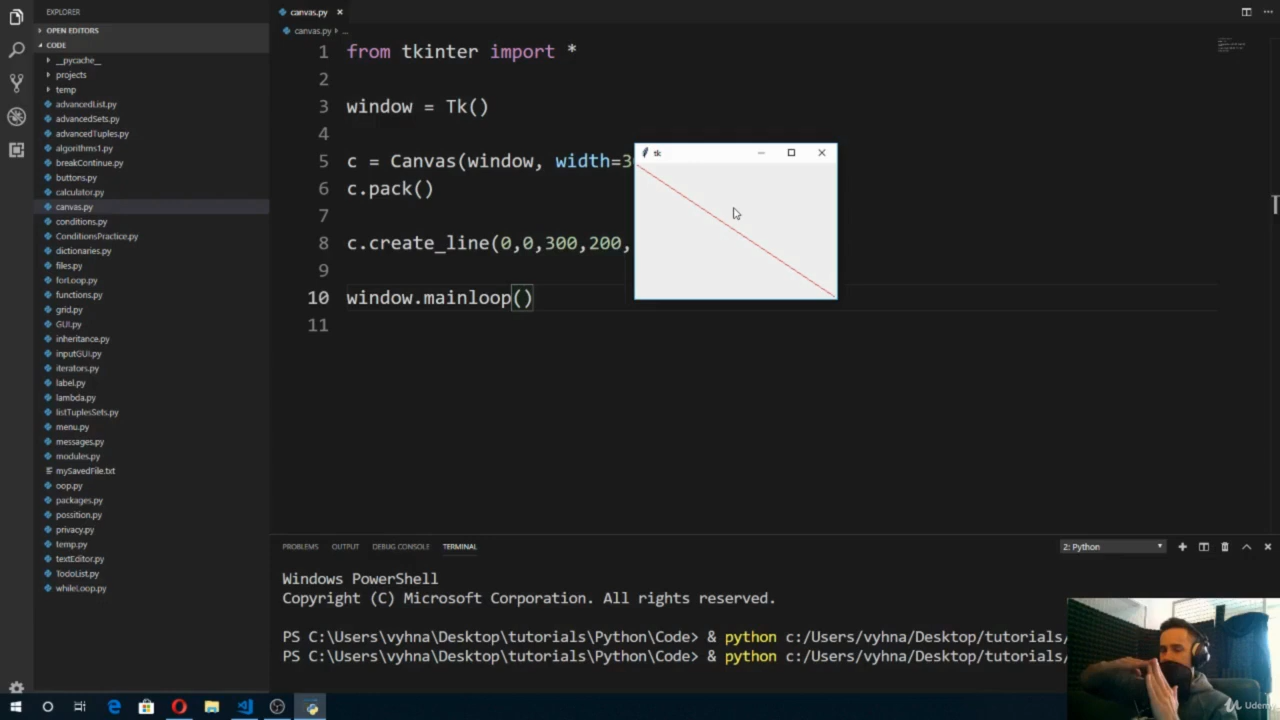 EXPLORER
OPEN EDITORS
CODE
__pycache__
projects
temp
advancedList.py
advancedSets.py
advancedTuples.py
algorithms1.py
breakContinue.py
buttons.py
calculator.py
canvas.py
conditions.py
ConditionsPractice.py
dictionaries.py
files.py
forLoop.py
functions.py
grid.py
GUI.py
inheritance.py
inputGUI.py
iterators.py
label.py
lambda.py
listTuplesSets.py
menu.py
messages.py
modules.py
mySavedFile.txt
oop.py
packages.py
possition.py
privacy.py
temp.py
textEditor.py
TodoList.py
whileLoop.py
canvas.py
canvas.py ...
1 from tkinter import *
2
3 window = Tk()
4
5 c = Canvas(window, width=3
6 c.pack()
7
8 c.create_line(0,0,300,200,
9
10 window.mainloop()
11
tk
PROBLEMS OUTPUT DEBUG CONSOLE TERMINAL 2: Python
Windows PowerShell
Copyright (C) Microsoft Corporation. All rights reserved.
PS C:\Users\vyhna\Desktop\tutorials\Python\Code> & python c:/Users/vyhna/Desktop/tutorials/
PS C:\Users\vyhna\Desktop\tutorials\Python\Code> & python c:/Users/vyhna/Desktop/tutorials/
Udemy